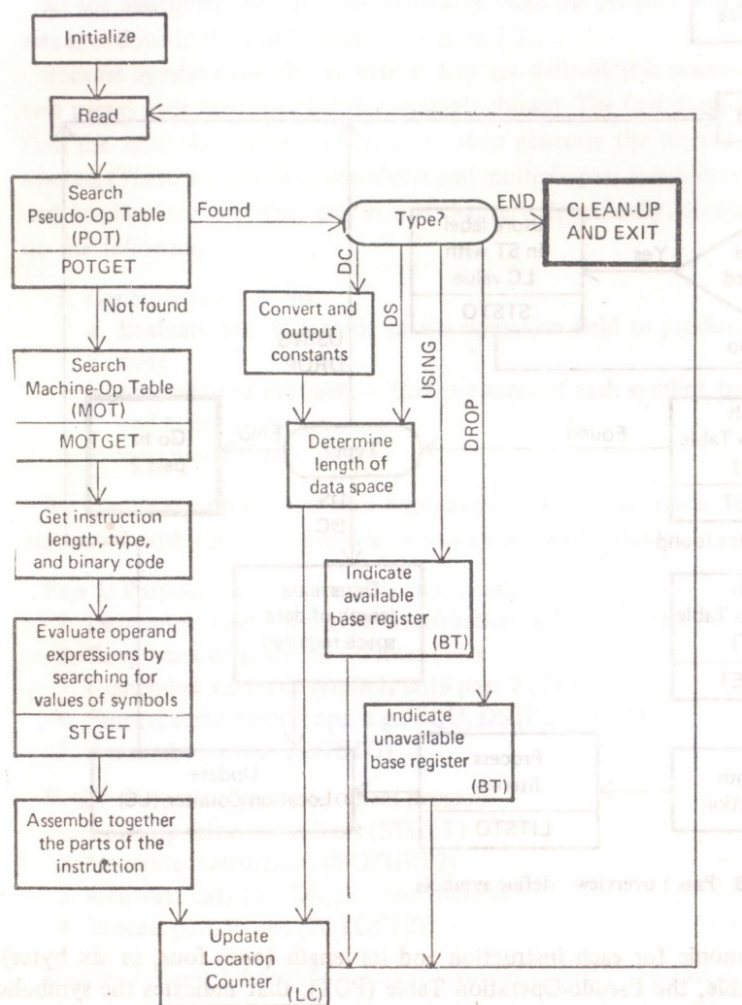 Initialize
Read
Search
Pseudo-Op Table
(POT)
POTGET
Found
Type?
END
CLEAN-UP
AND EXIT
Not found
DC
DS
USING
DROP
Convert and
output
constants
Search
Machine-Op Table
(MOT)
MOTGET
Determine
length of
data space
Get instruction
length, type,
and binary code
Indicate
available
base register
(BT)
Evaluate operand
expressions by
searching for
values of symbols
STGET
Indicate
unavailable
base register
(BT)
Assemble together
the parts of the
instruction
Update
Location
Counter (LC)